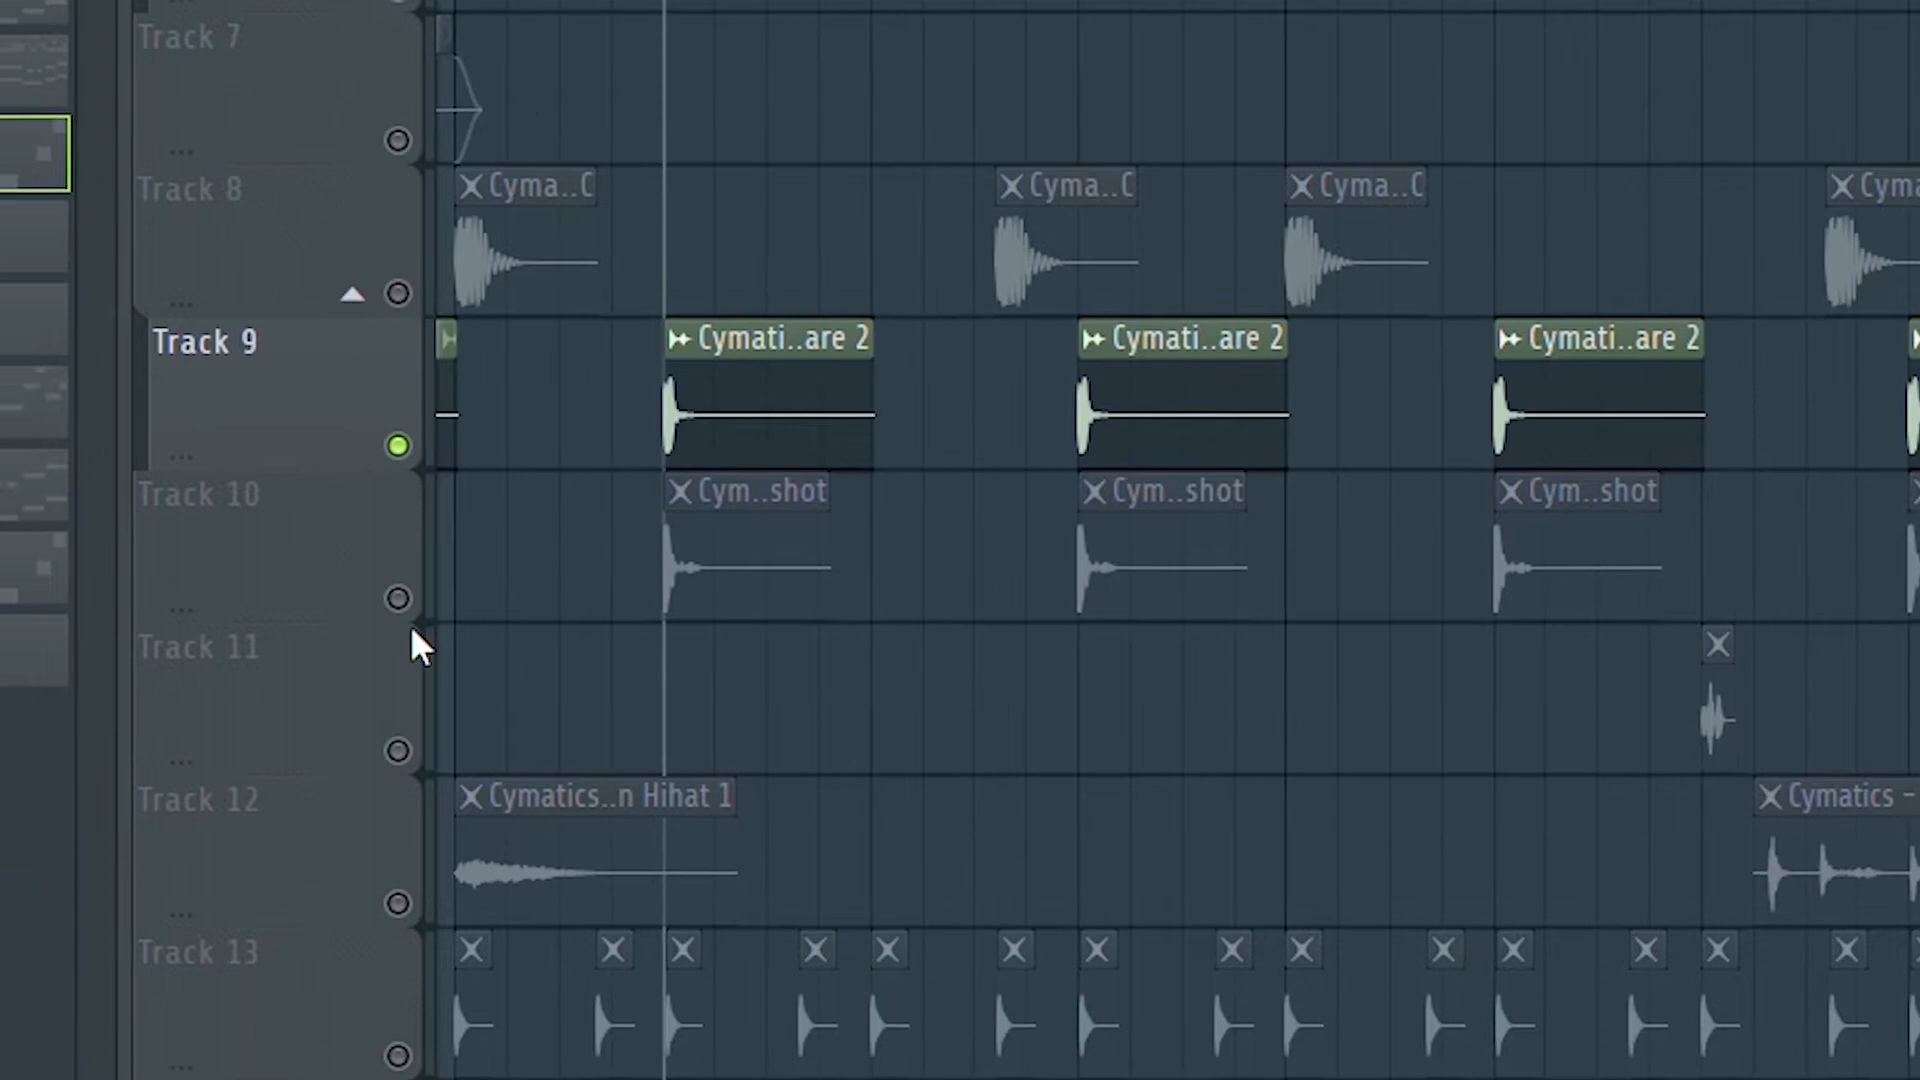 Track 7
Track 8
Cyma..C
Cyma..C
Cyma..C
Cyma
Track 9
Cymati..are 2
Cymati..are 2
Cymati..are 2
Track 10
Cym..shot
Cym..shot
Cym..shot
Track 11
Track 12
Cymatics..n Hihat 1
Cymatics -
Track 13